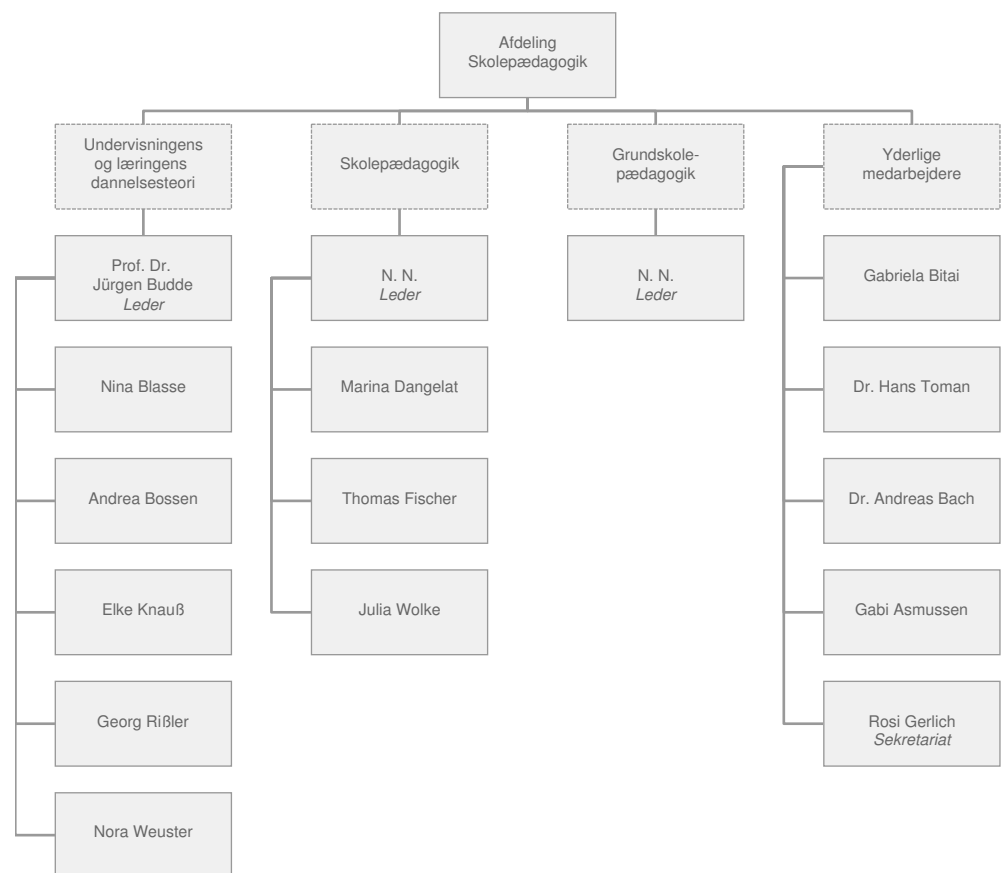 Afdeling
Skolepædagogik
Undervisningens
og læringens
dannelsesteori
Skolepædagogik
Grundskole-
pædagogik
Yderlige
medarbejdere
Prof. Dr.
Jürgen Budde
Leder
N. N.
Leder
N. N.
Leder
Gabriela Bitai
Nina Blasse
Marina Dangelat
Dr. Hans Toman
Andrea Bossen
Thomas Fischer
Dr. Andreas Bach
Elke Knauß
Julia Wolke
Gabi Asmussen
Georg Rißler
Rosi Gerlich
Sekretariat
Nora Weuster